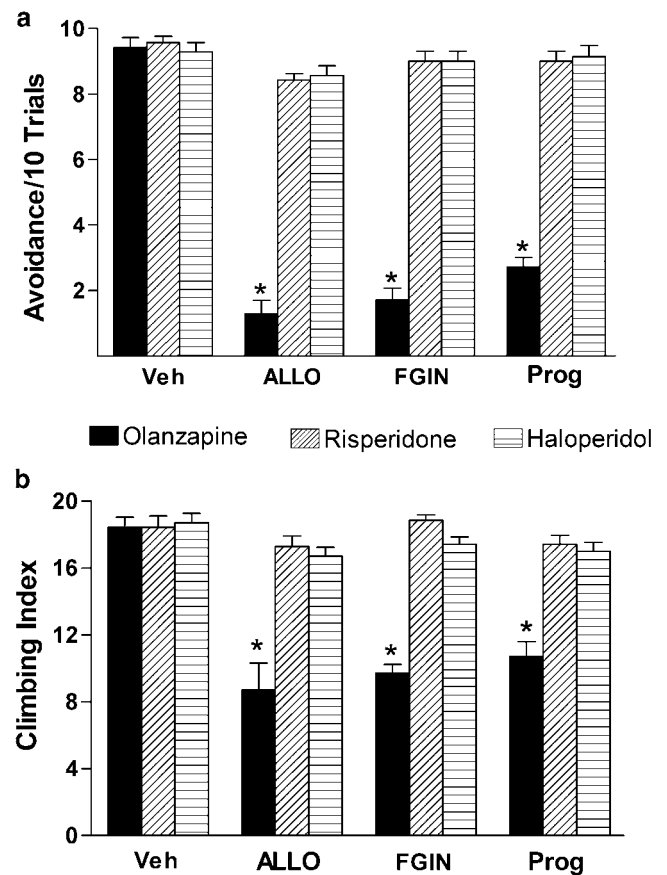 a
Avoidance/10 Trials
10
8
6
4
2
*
*
*
Veh ALLO FGIN Prog
Olanzapine Risperidone Haloperidol
b
Climbing Index
20
16
12
8
4
0
*
*
*
Veh ALLO FGIN Prog